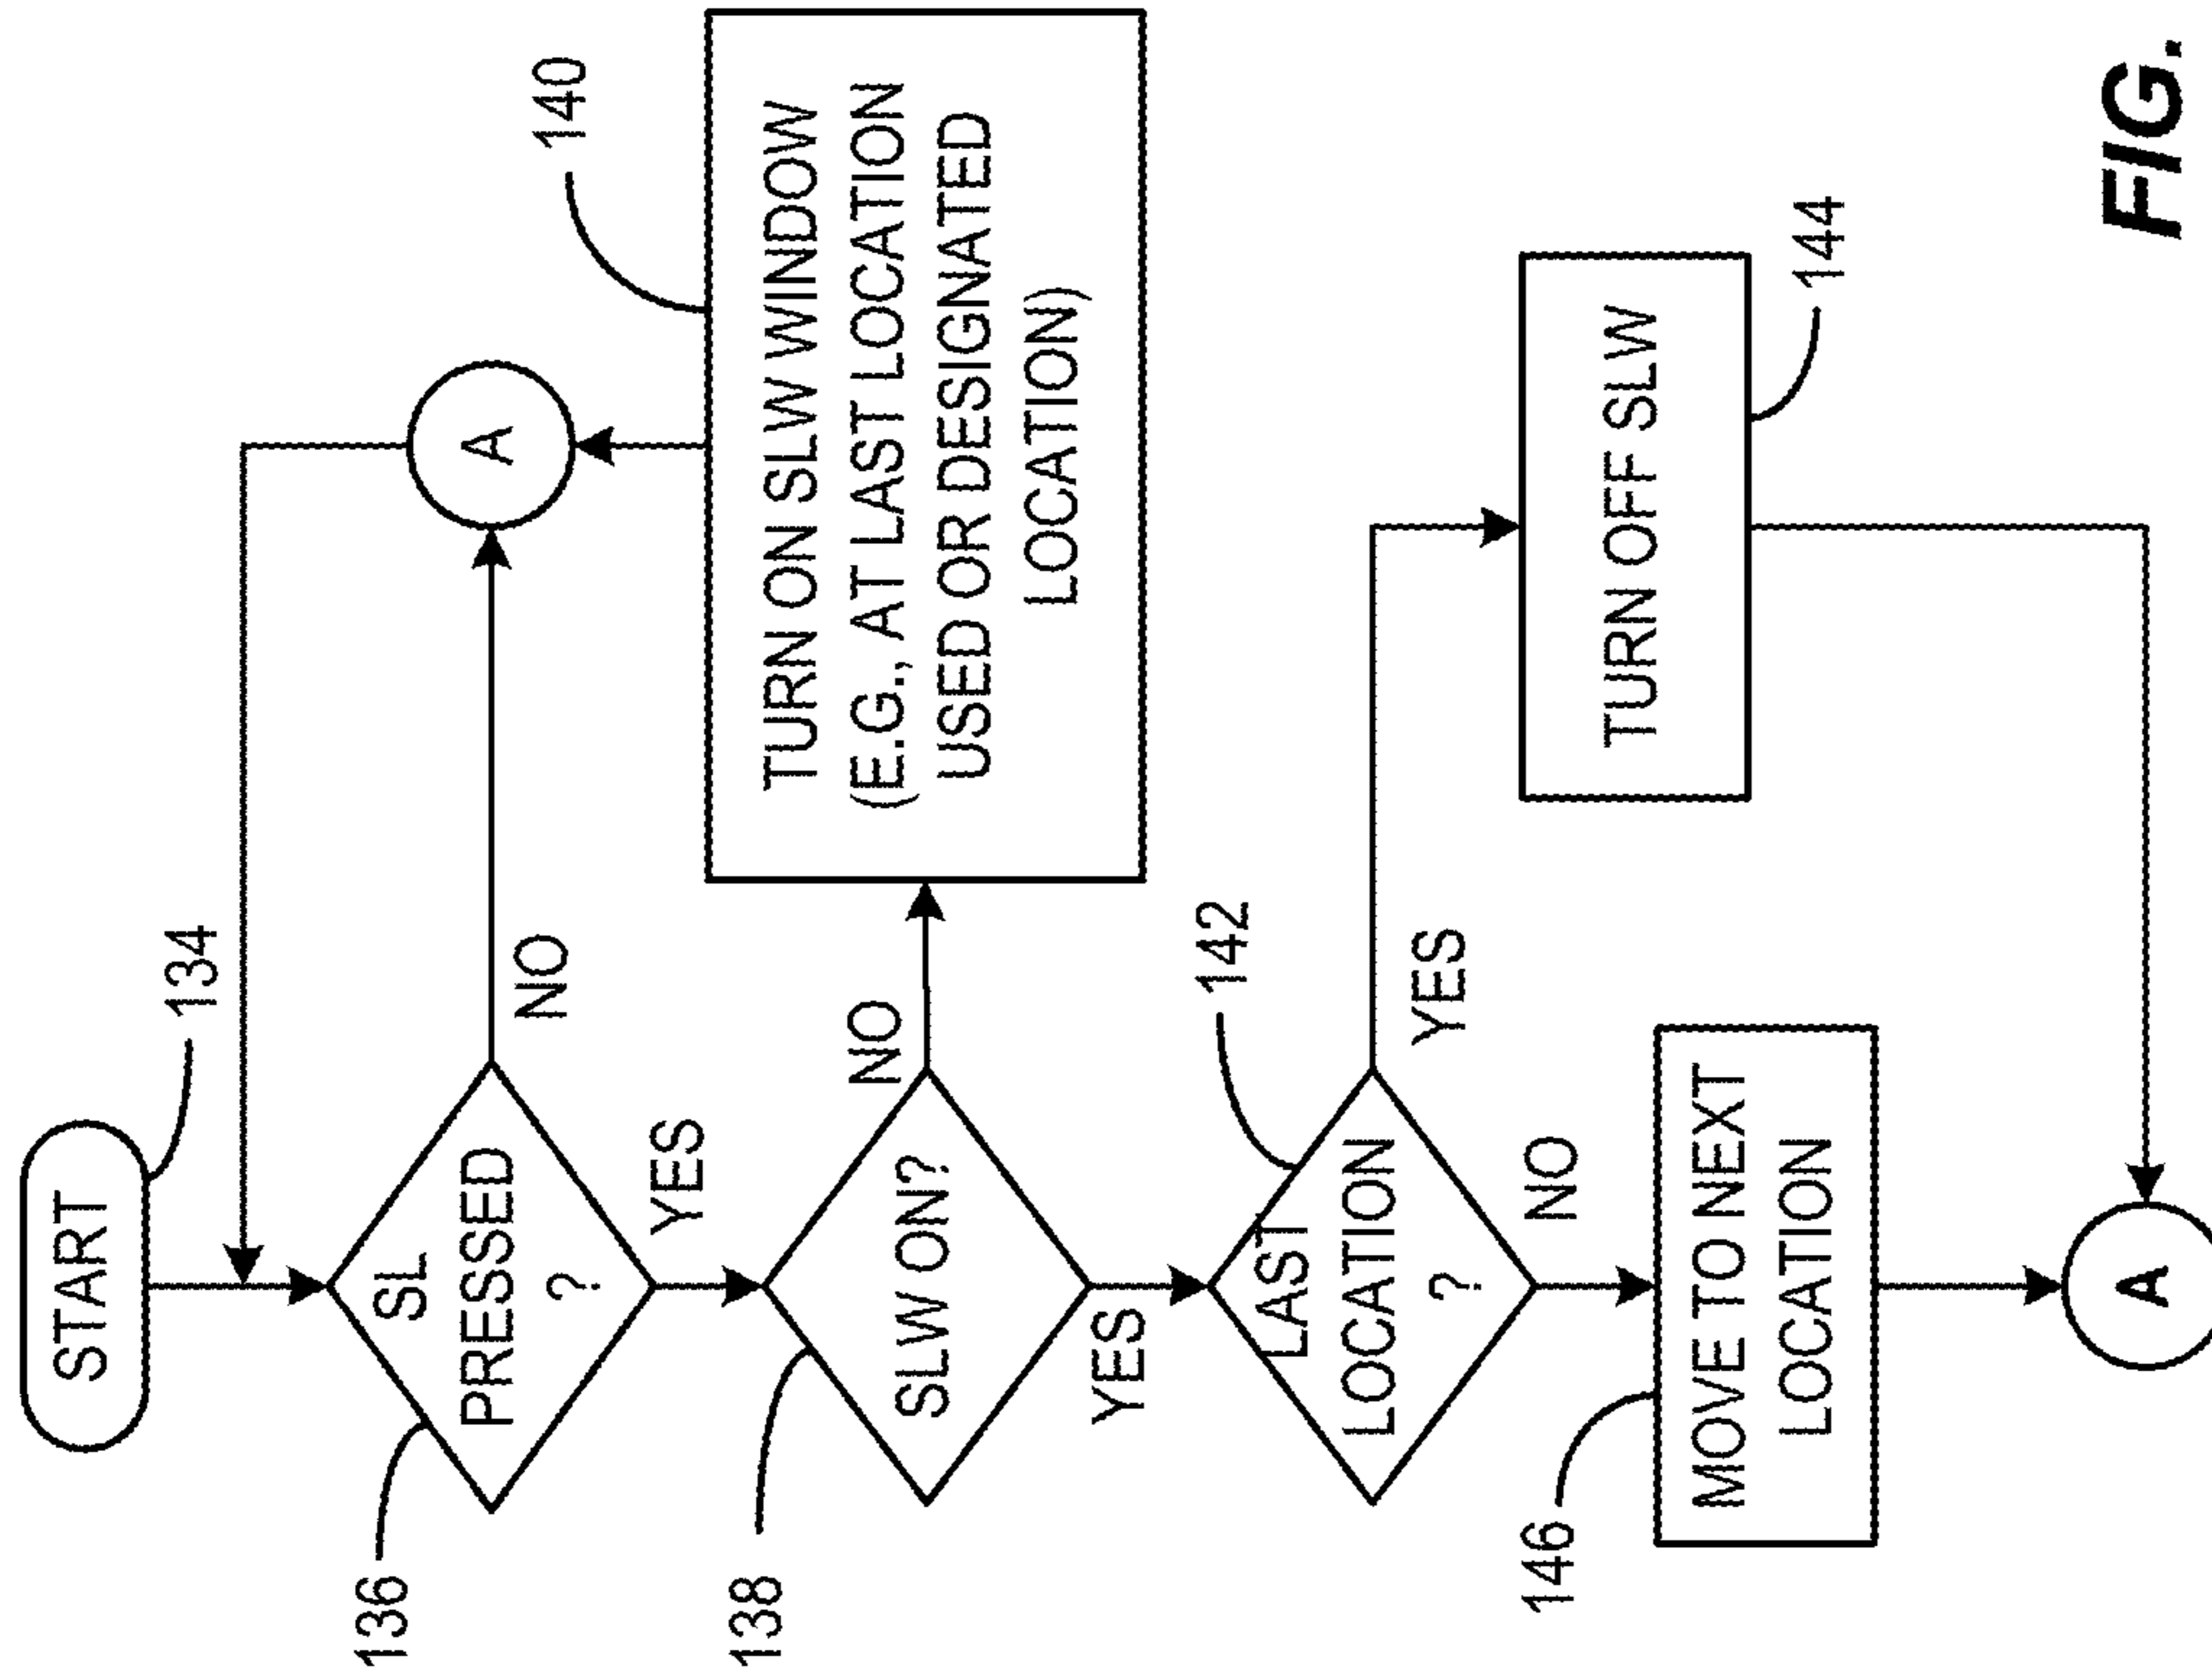 START
134
A
136
SL
PRESSED
?
NO
140
YES
138
SLW ON?
NO
TURN ON SLW WINDOW
(E.G., AT LAST LOCATION
USED OR DESIGNATED
LOCATION)
YES
142
LAST
LOCATION
?
YES
NO
TURN OFF SLW
144
146
MOVE TO NEXT
LOCATION
A
FIG.